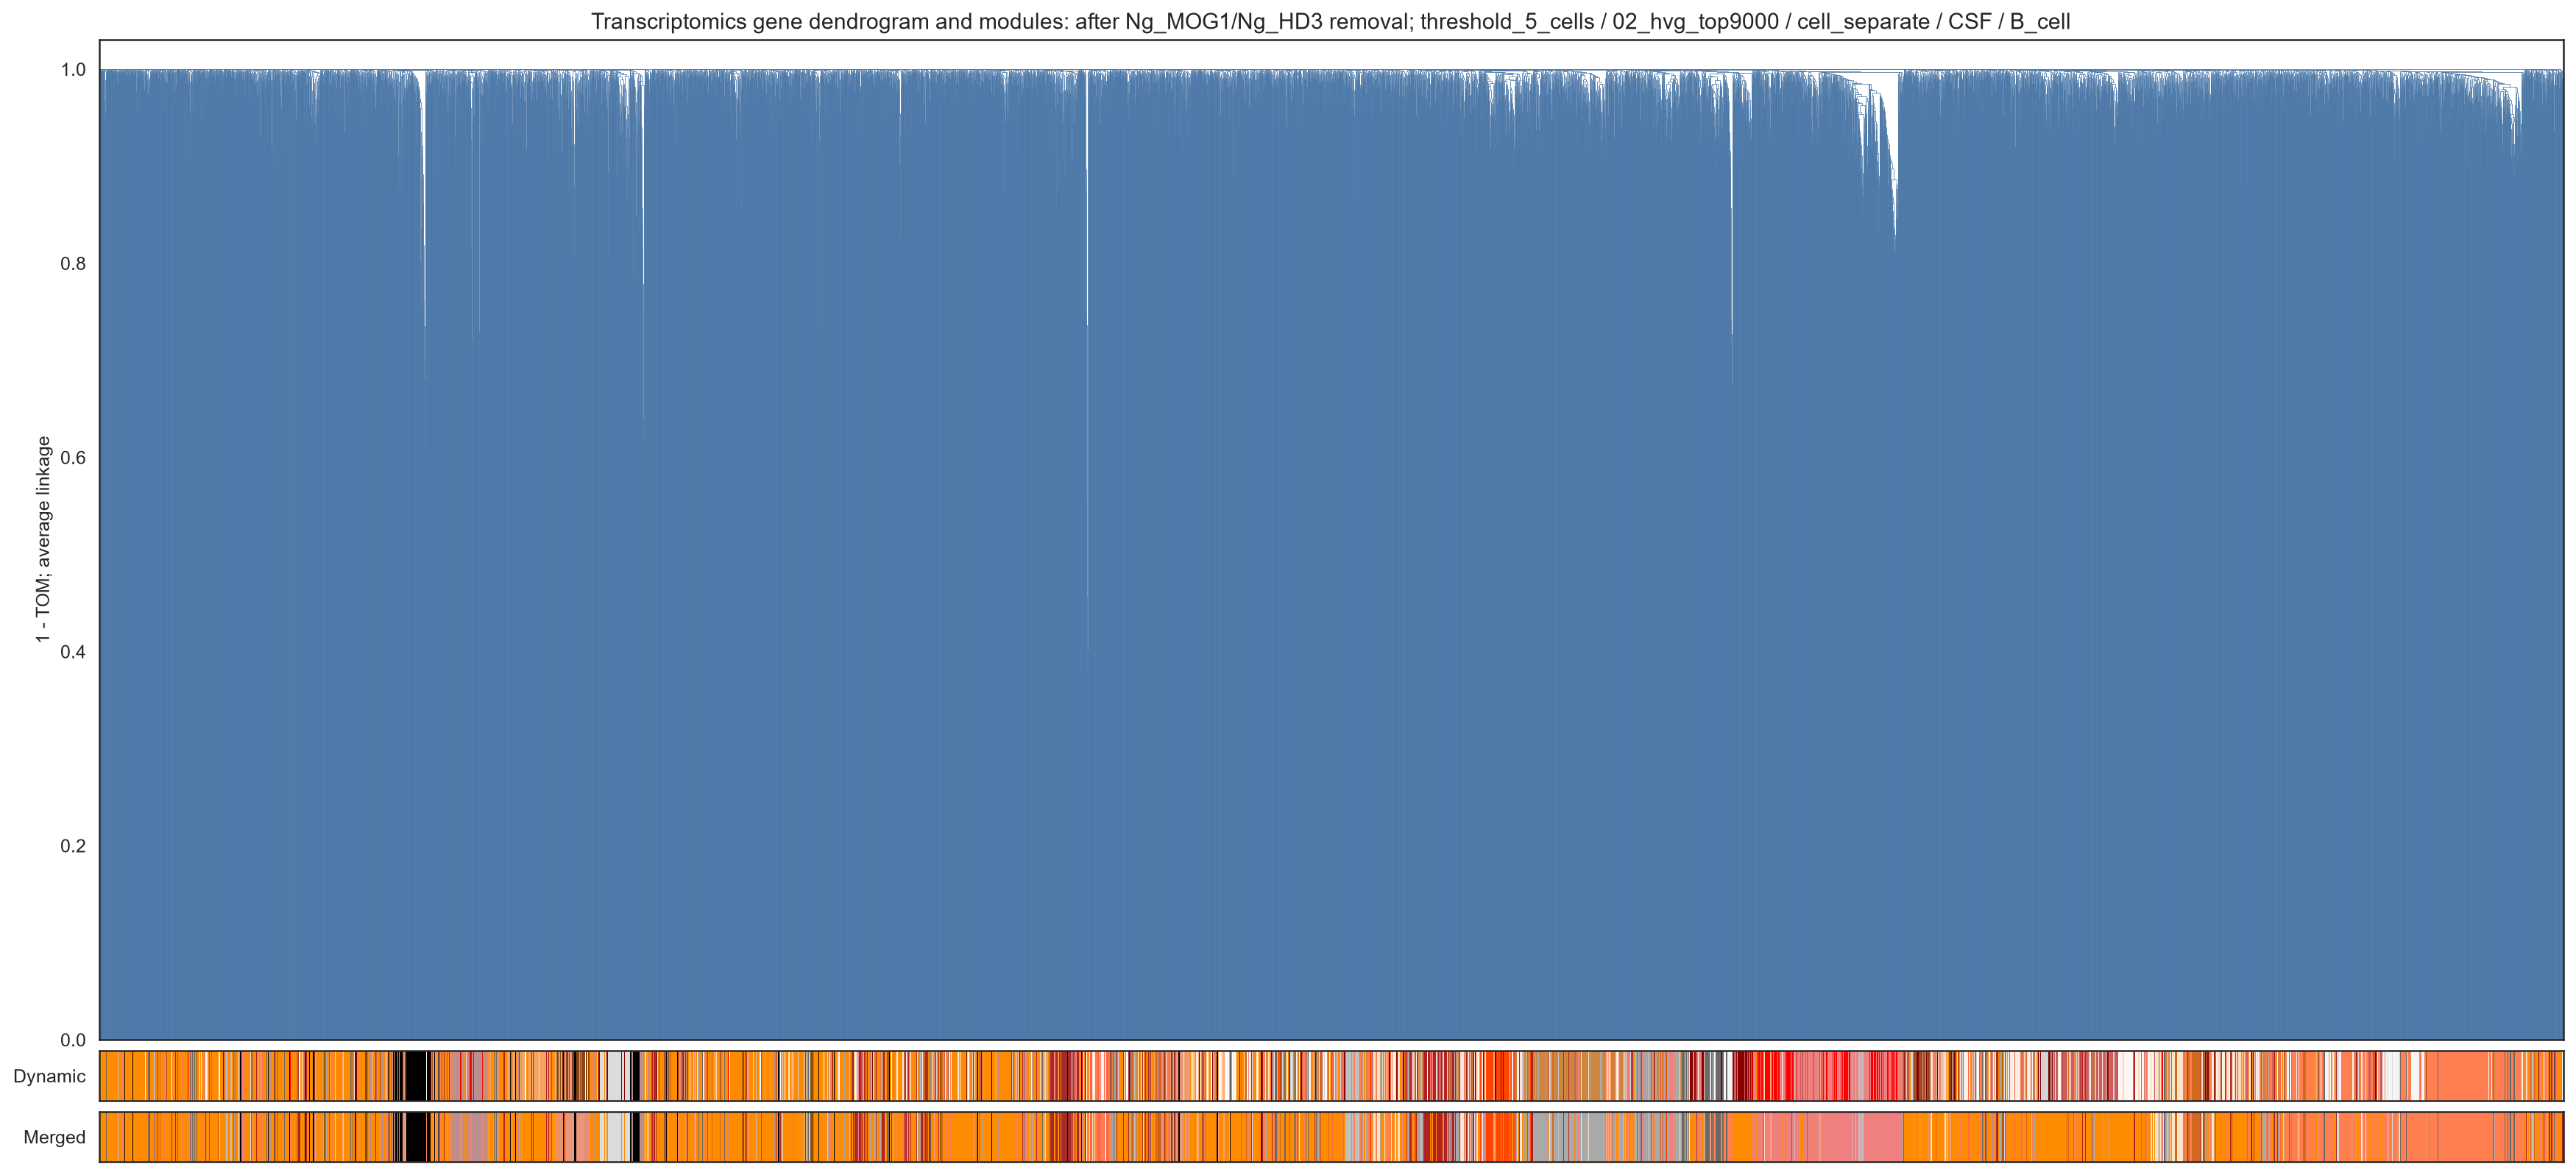 Transcriptomics gene dendrogram and modules: after Ng_MOG1/Ng_HD3 removal; threshold_5_cells / 02_hvg_top9000 / cell_separate / CSF / B_cell
1.0
0.8
0.6
0.4
0.2
0.0
1 - TOM; average linkage
Dynamic
Merged